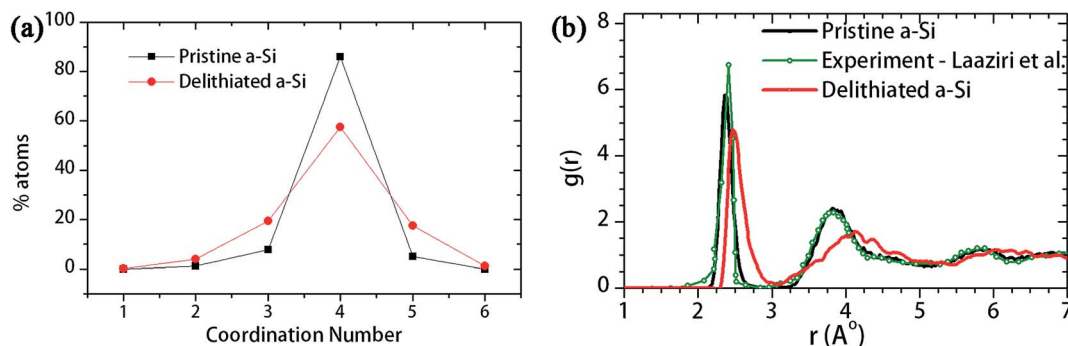 (a)
100
80
60
40
20
0
% atoms
Pristine a-Si
Delithiated a-Si
1 2 3 4 5 6
Coordination Number
(b)
8
6
4
2
0
g(r)
Pristine a-Si
Experiment - Laaziri et al.
Delithiated a-Si
1 2 3 4 5 6 7
r (A°)